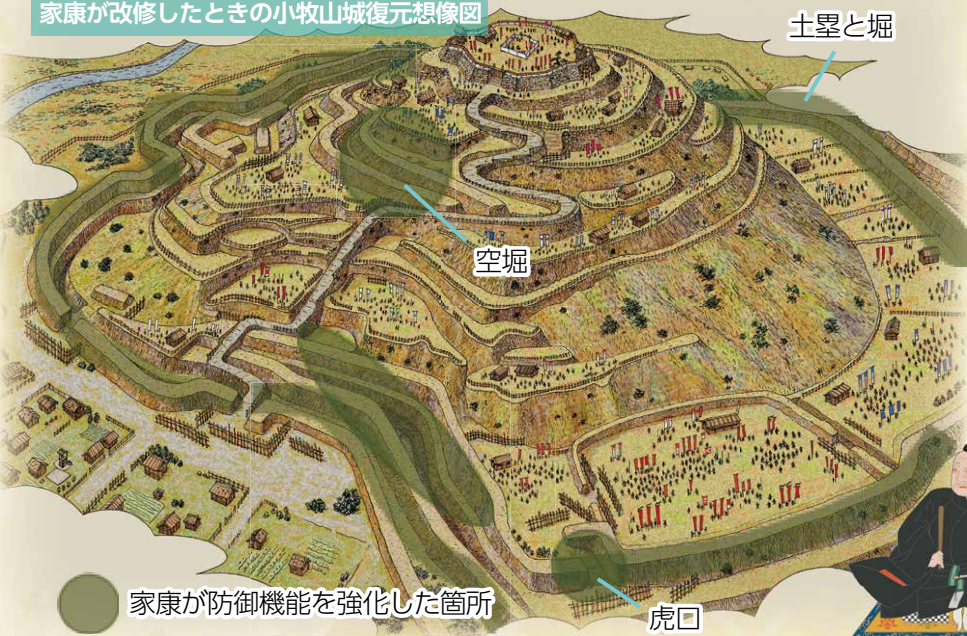 家康が改修したときの小牧山城復元想像図
土塁と堀
空堀
家康が防御機能を強化した箇所
虎口